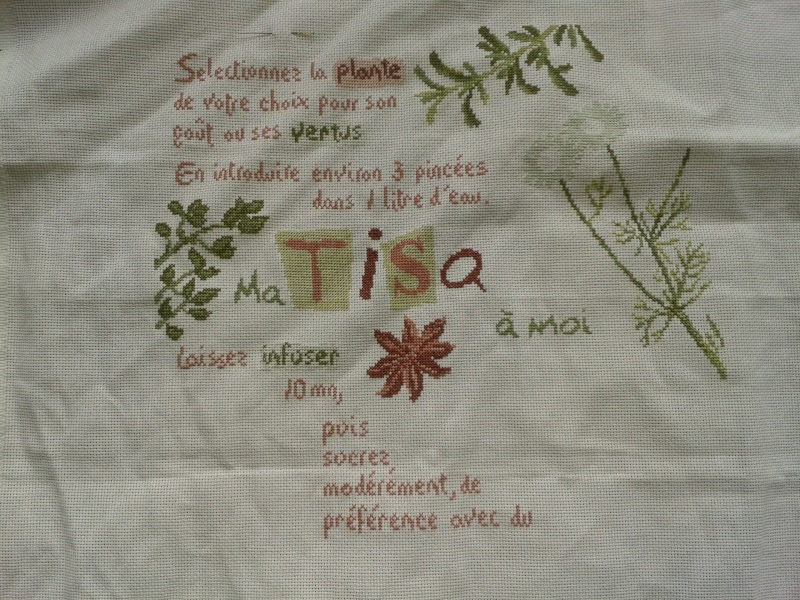 Selectionnez la plante
de votre choix pour son
goût ou ses vertus
En introduire environ 3 pincées
dans 1 litre d'eau.
Ma TiSa
à moi
Laissez infuser
10 mn,
puis
sucrez
modérément, de
préférence avec du